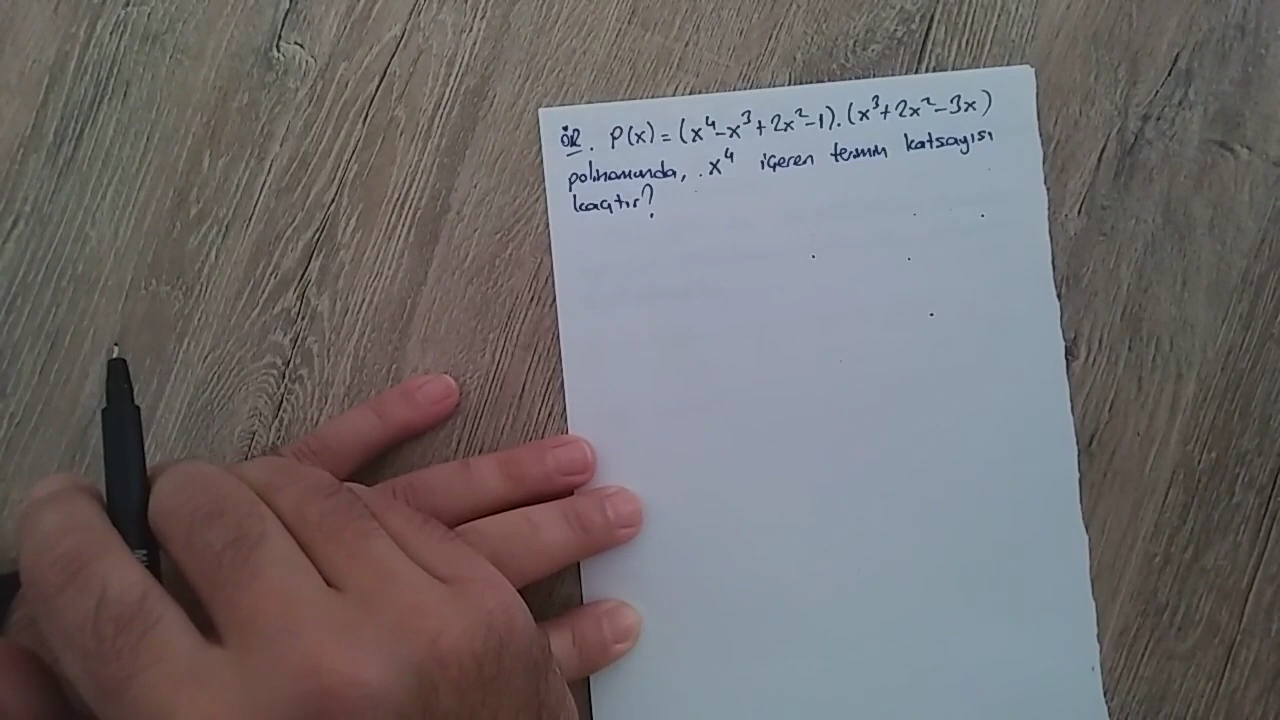 ÖR. P(x) = (x⁴-x³+2x²-1).(x³+2x²-3x)
polinomunda, x⁴ içeren terimin katsayısı
kaçtır?